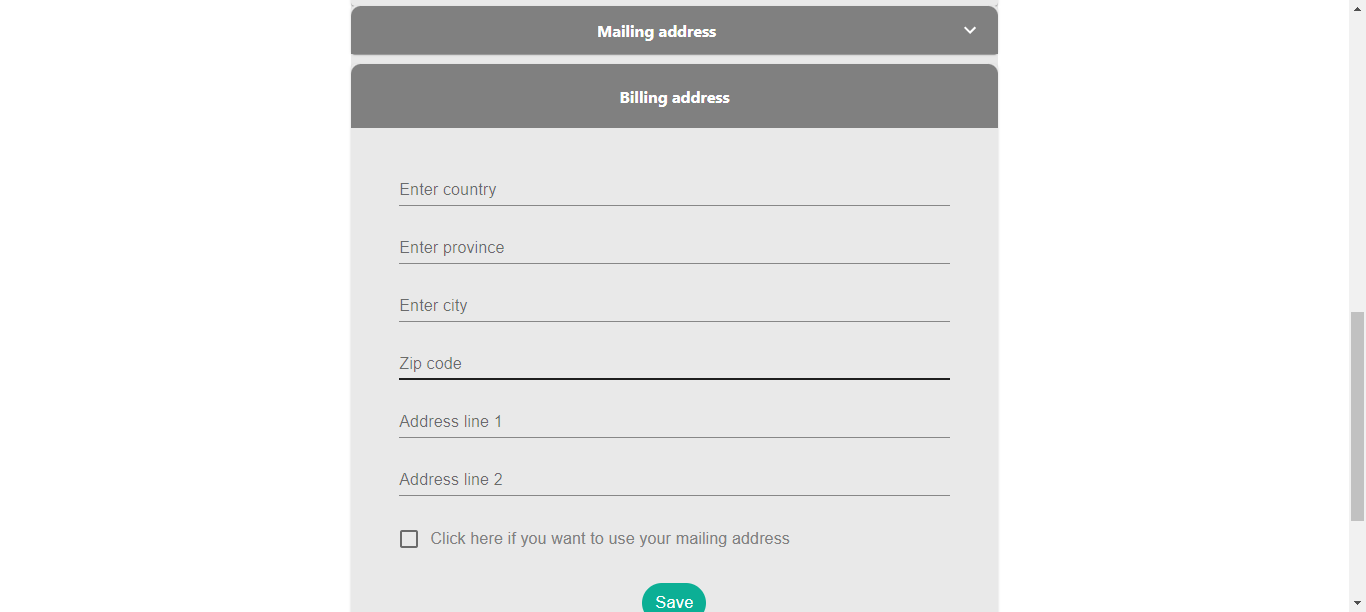 Mailing address
Billing address
Enter country
Enter province
Enter city
Zip code
Address line 1
Address line 2
Click here if you want to use your mailing address
Save